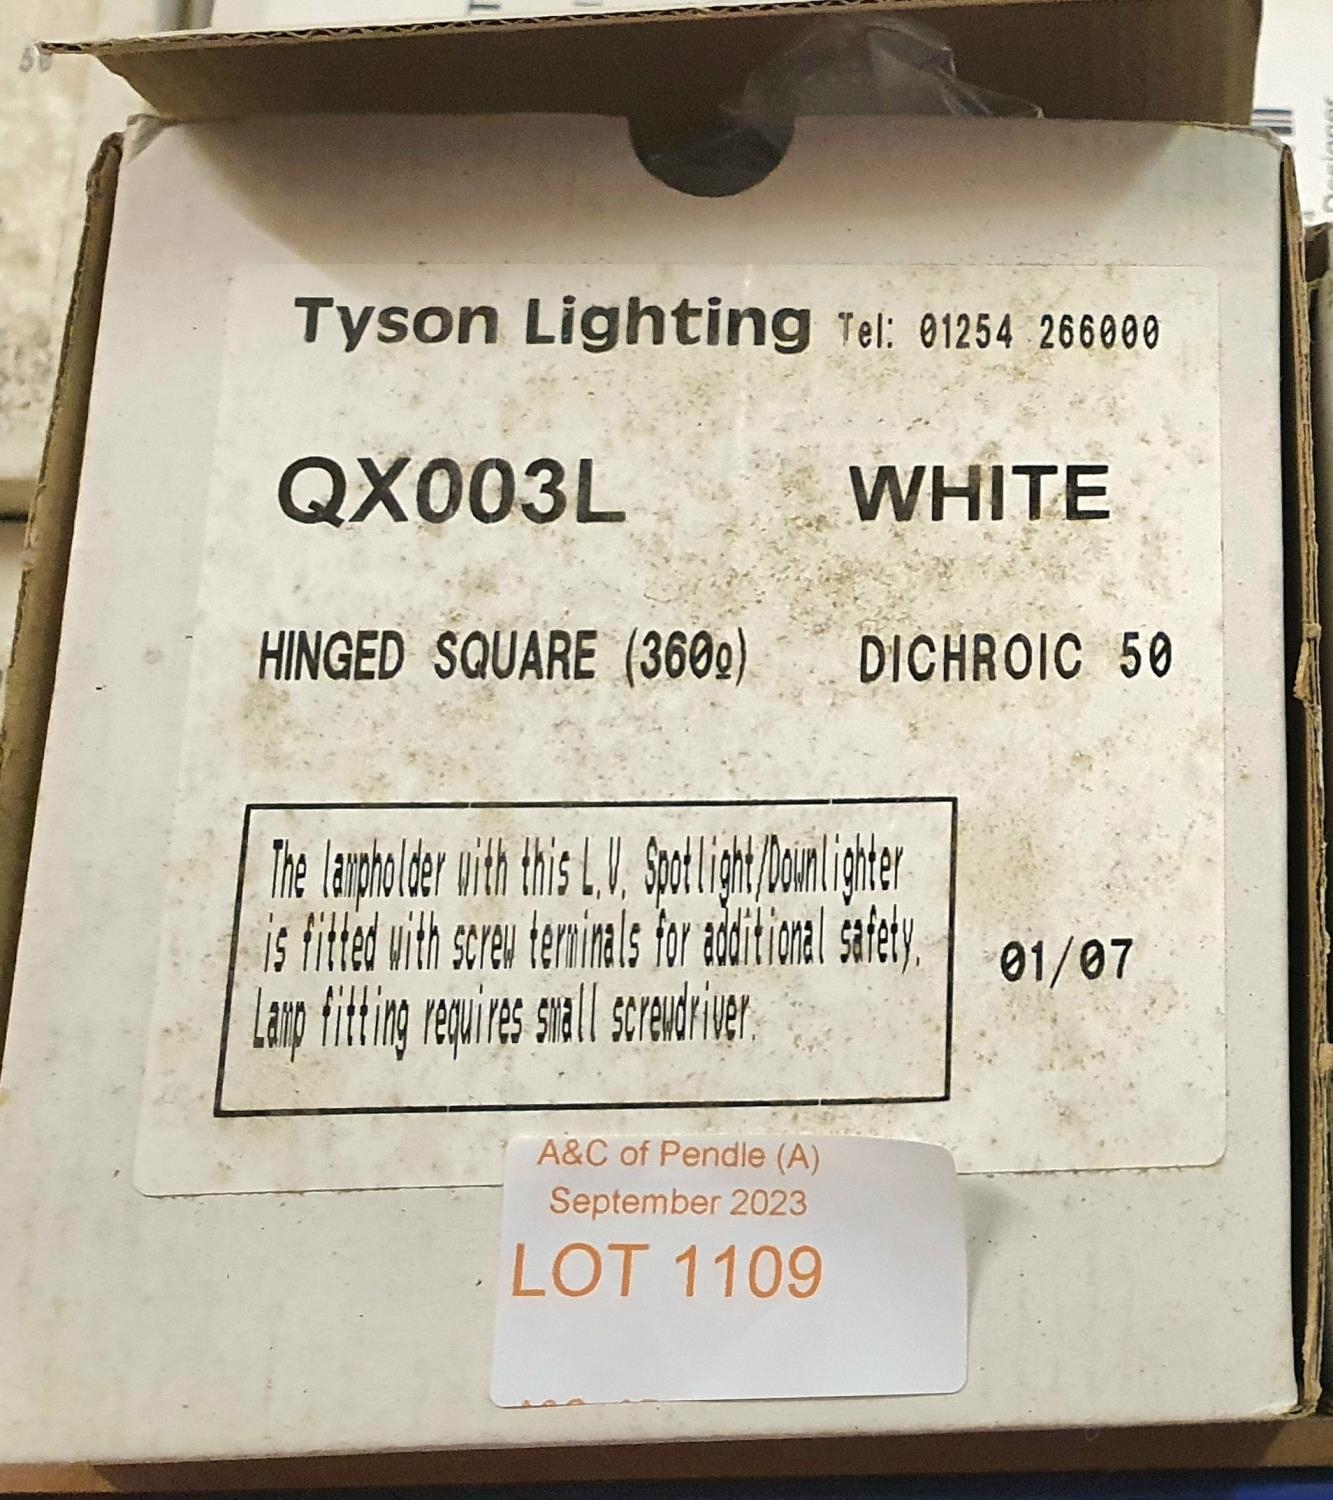 Tyson Lighting Tel: 01254 266000
QX003L WHITE
HINGED SQUARE (360º) DICHROIC 50
The lampholder with this L.V. Spotlight/Downlighter
is fitted with screw terminals for additional safety.
Lamp fitting requires small screwdriver.
01/07
A&C of Pendle (A)
September 2023
LOT 1109
50